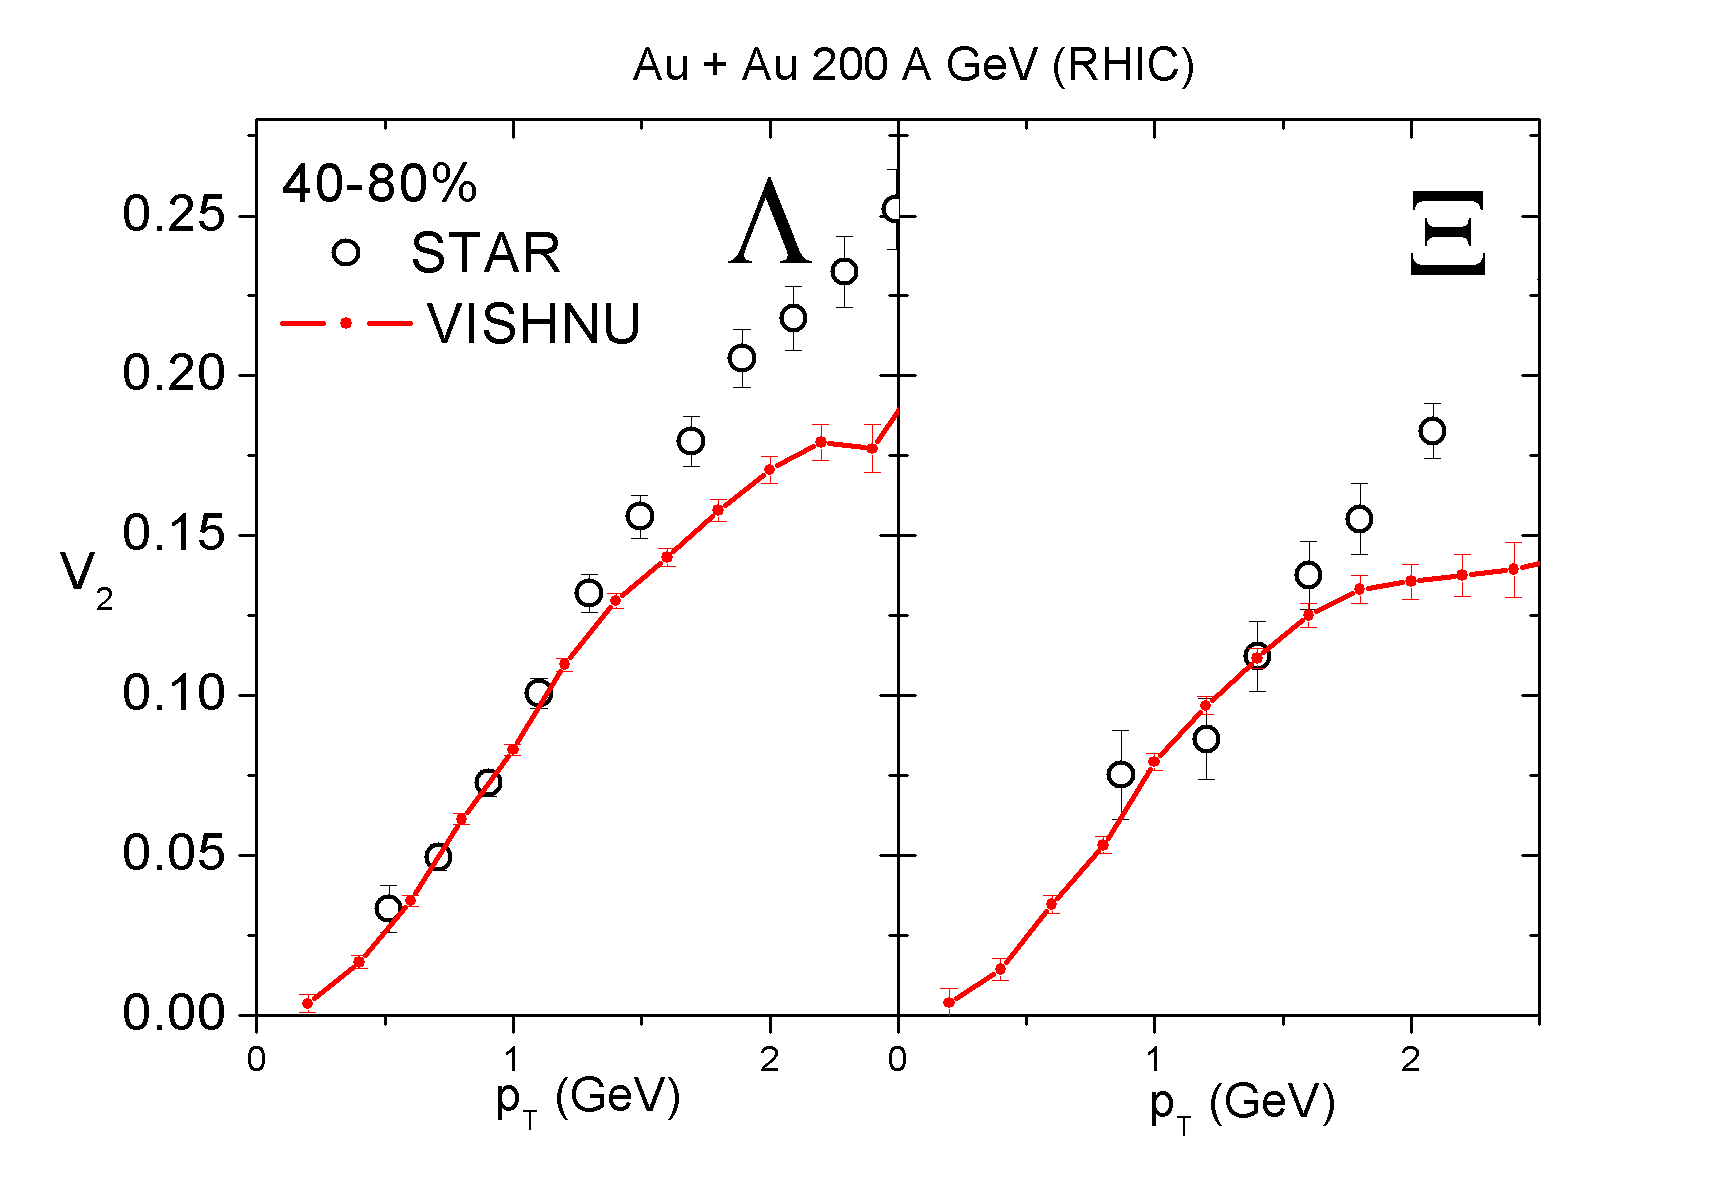 Au + Au 200 A GeV (RHIC)
40-80%
STAR
VISHNU
Λ
Ξ
0.25
0.20
0.15
0.10
0.05
0.00
V2
0 1 2 0 1 2
pT (GeV) pT (GeV)